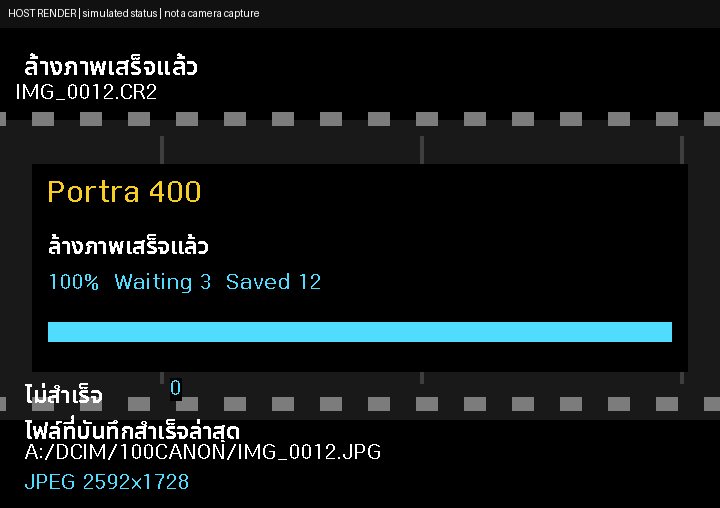 HOST RENDER | simulated status | not a camera capture
ล้างภาพเสร็จแล้ว
IMG_0012.CR2
Portra 400
ล้างภาพเสร็จแล้ว
100% Waiting 3 Saved 12
ไม่สำเร็จ 0
ไฟล์ที่บันทึกสำเร็จล่าสุด
A:/DCIM/100CANON/IMG_0012.JPG
JPEG 2592x1728